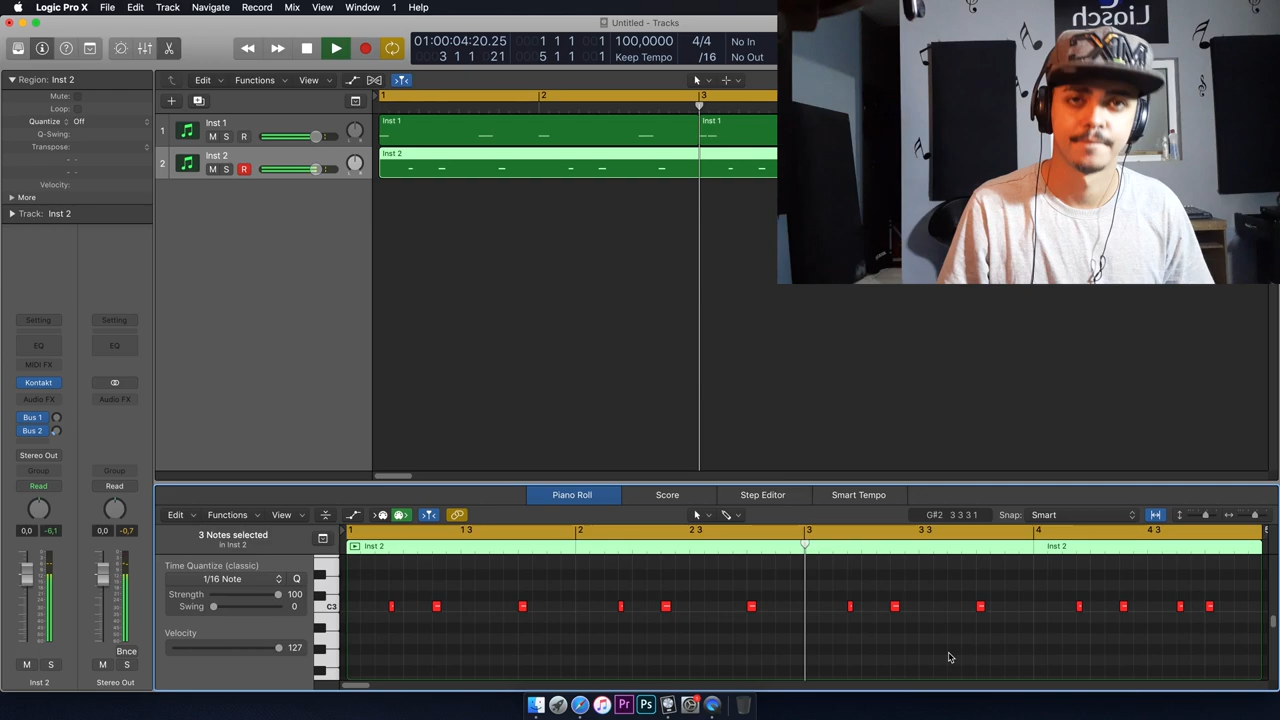 Logic Pro X File Edit Track Navigate Record Mix View Window 1 Help
Untitled - Tracks
01:00:04:20.25 1 1 1 1 100,0000 4/4 No In
3 1 1 21 5 1 1 1 Keep Tempo /16 No Out
Region: Inst 2
Mute:
Loop:
Quantize Off
Q-Swing:
Transpose:
Velocity:
More
Track: Inst 2
Edit Functions View
1 2 3
1 Inst 1
M S R
2 Inst 2
M S R
Inst 1 Inst 1
Inst 2
Liasch
Setting Setting
EQ EQ
MIDI FX
Kontakt
Audio FX Audio FX
Bus 1
Bus 2
Stereo Out
Group Group
Read Read
0,0 -6,1 0,0 -0,7
Bnce
M S M S
Inst 2 Stereo Out
Piano Roll Score Step Editor Smart Tempo
Edit Functions View G#2 3 3 3 1 Snap: Smart
3 Notes selected
in Inst 2
Time Quantize (classic)
1/16 Note Q
Strength 100
Swing 0
Velocity
127
1 1 3 2 2 3 3 3 3 4 4 3
Inst 2 Inst 2
C3
Pr Ps